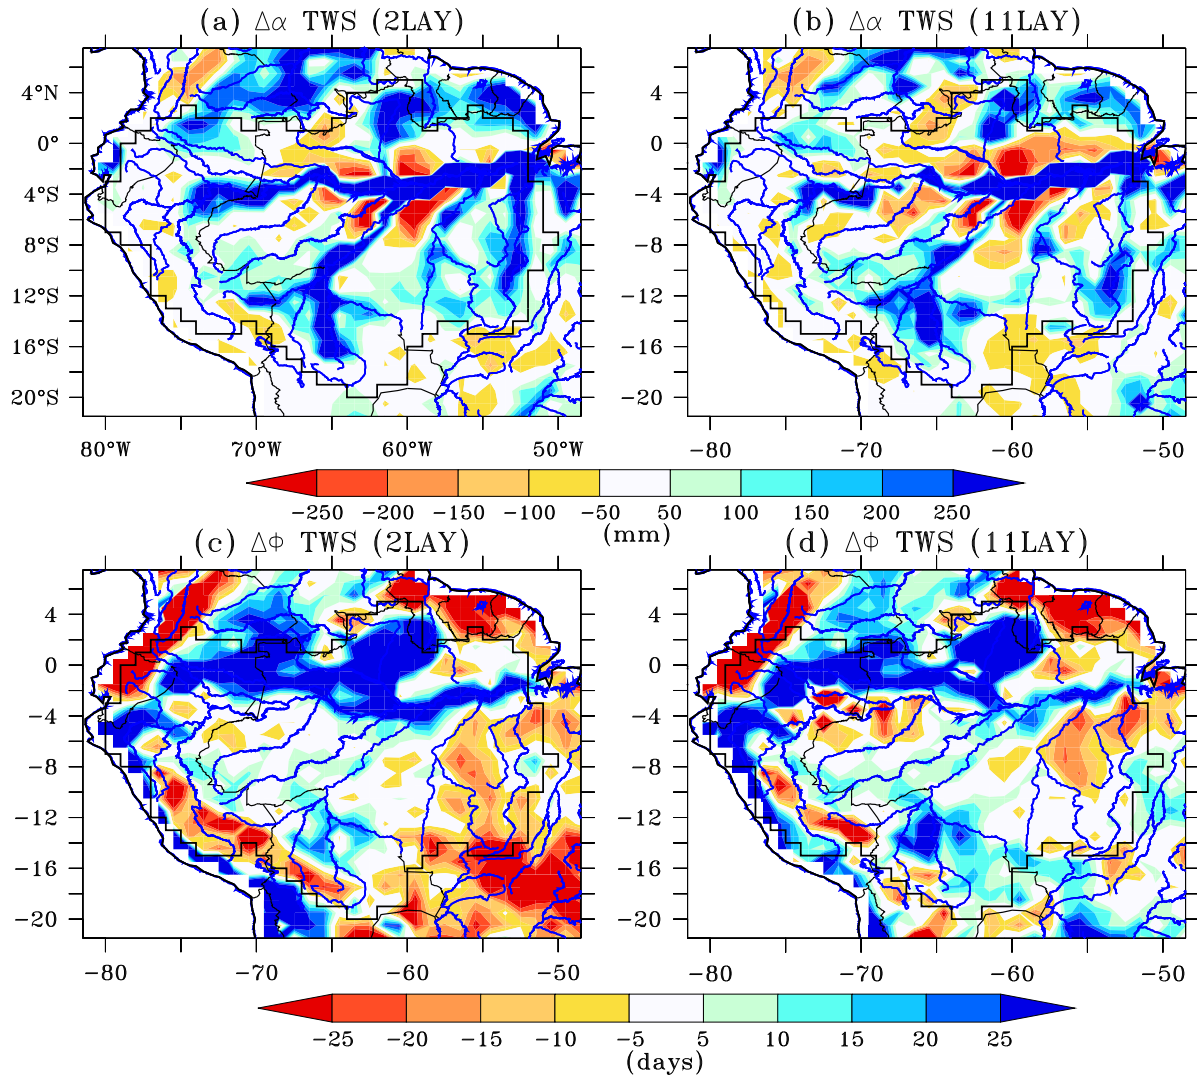 (a) Δα TWS (2LAY)
(b) Δα TWS (11LAY)
4°N
0°
4°S
8°S
12°S
16°S
20°S
80°W 70°W 60°W 50°W
4
0
-4
-8
-12
-16
-20
-80 -70 -60 -50
-250 -200 -150 -100 -50 50 100 150 200 250
(mm)
(c) ΔΦ TWS (2LAY)
(d) ΔΦ TWS (11LAY)
4
0
-4
-8
-12
-16
-20
-80 -70 -60 -50
4
0
-4
-8
-12
-16
-20
-80 -70 -60 -50
-25 -20 -15 -10 -5 5 10 15 20 25
(days)